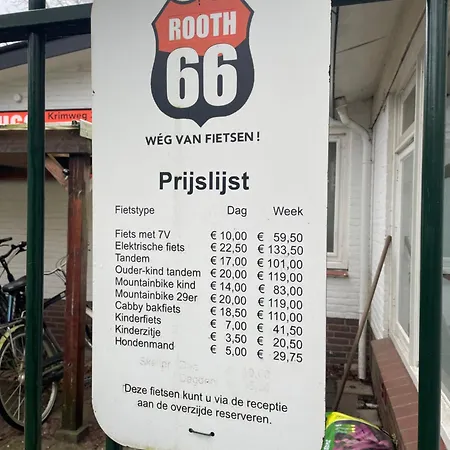 ROOTH
66
WÉG VAN FIETSEN!
Krimweg
Prijslijst
Fietstype Dag Week
Fiets met 7V € 10,00 € 59,50
Elektrische fiets € 22,50 € 133,50
Tandem € 17,00 € 101,00
Ouder-kind tandem € 20,00 € 119,00
Mountainbike kind € 14,00 € 83,00
Mountainbike 29er € 20,00 € 119,00
Cabby bakfiets € 18,50 € 110,00
Kinderfiets € 7,00 € 41,50
Kinderzitje € 3,50 € 20,50
Hondenmand € 5,00 € 29,75
Deze fietsen kunt u via de receptie
aan de overzijde reserveren.